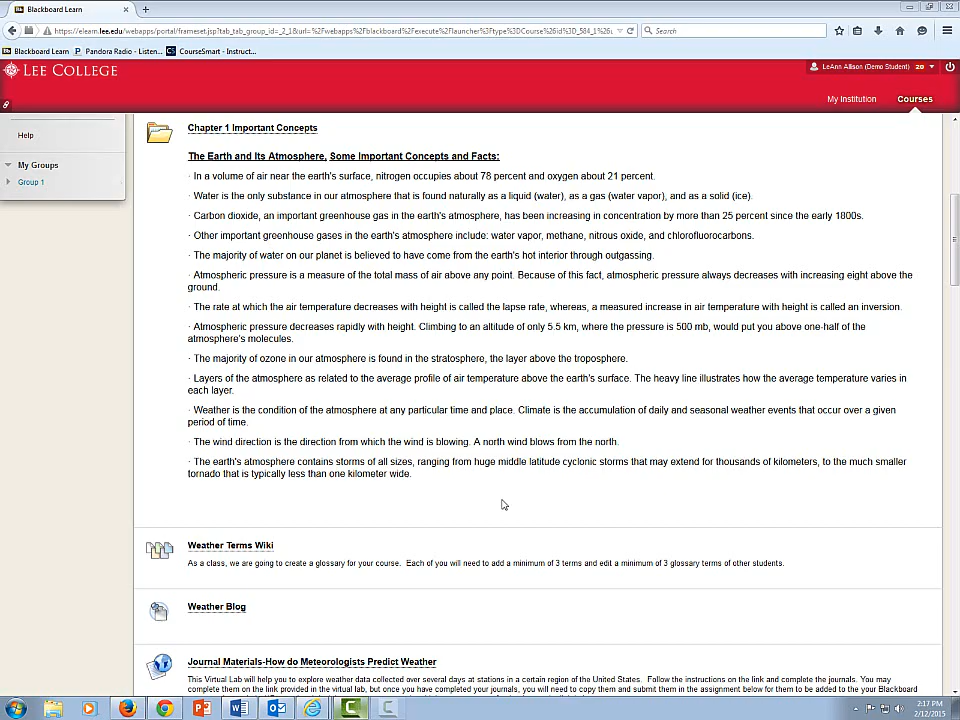 Blackboard Learn
https://elearn.lee.edu/webapps/portal/frameset.jsp?tab_tab_group_id=_2_1&url=%2Fwebapps%2Fblackboard%2Fexecute%2Flauncher%3Ftype%3DCourse%26id%3D_584_1%26u
Search
Blackboard Learn
Pandora Radio - Listen...
CourseSmart - Instruct...
LEE COLLEGE
LeAnn Allison (Demo Student) 20
My Institution
Courses
Help
My Groups
Group 1
Chapter 1 Important Concepts
The Earth and Its Atmosphere, Some Important Concepts and Facts:
· In a volume of air near the earth's surface, nitrogen occupies about 78 percent and oxygen about 21 percent.
· Water is the only substance in our atmosphere that is found naturally as a liquid (water), as a gas (water vapor), and as a solid (ice).
· Carbon dioxide, an important greenhouse gas in the earth's atmosphere, has been increasing in concentration by more than 25 percent since the early 1800s.
· Other important greenhouse gases in the earth's atmosphere include: water vapor, methane, nitrous oxide, and chlorofluorocarbons.
· The majority of water on our planet is believed to have come from the earth's hot interior through outgassing.
· Atmospheric pressure is a measure of the total mass of air above any point. Because of this fact, atmospheric pressure always decreases with increasing eight above the
ground.
· The rate at which the air temperature decreases with height is called the lapse rate, whereas, a measured increase in air temperature with height is called an inversion.
· Atmospheric pressure decreases rapidly with height. Climbing to an altitude of only 5.5 km, where the pressure is 500 mb, would put you above one-half of the
atmosphere's molecules.
· The majority of ozone in our atmosphere is found in the stratosphere, the layer above the troposphere.
· Layers of the atmosphere as related to the average profile of air temperature above the earth's surface. The heavy line illustrates how the average temperature varies in
each layer.
· Weather is the condition of the atmosphere at any particular time and place. Climate is the accumulation of daily and seasonal weather events that occur over a given
period of time.
· The wind direction is the direction from which the wind is blowing. A north wind blows from the north.
· The earth's atmosphere contains storms of all sizes, ranging from huge middle latitude cyclonic storms that may extend for thousands of kilometers, to the much smaller
tornado that is typically less than one kilometer wide.
Weather Terms Wiki
As a class, we are going to create a glossary for your course. Each of you will need to add a minimum of 3 terms and edit a minimum of 3 glossary terms of other students.
Weather Blog
Journal Materials-How do Meteorologists Predict Weather
This Virtual Lab will help you to explore weather data collected over several days at stations in a certain region of the United States. Follow the instructions on the link and complete the journals. You may
complete them on the link provided in the virtual lab, but once you have completed your journals, you will need to copy them and submit them in the assignment below for them to be added to the your Blackboard
2:17 PM
2/12/2015